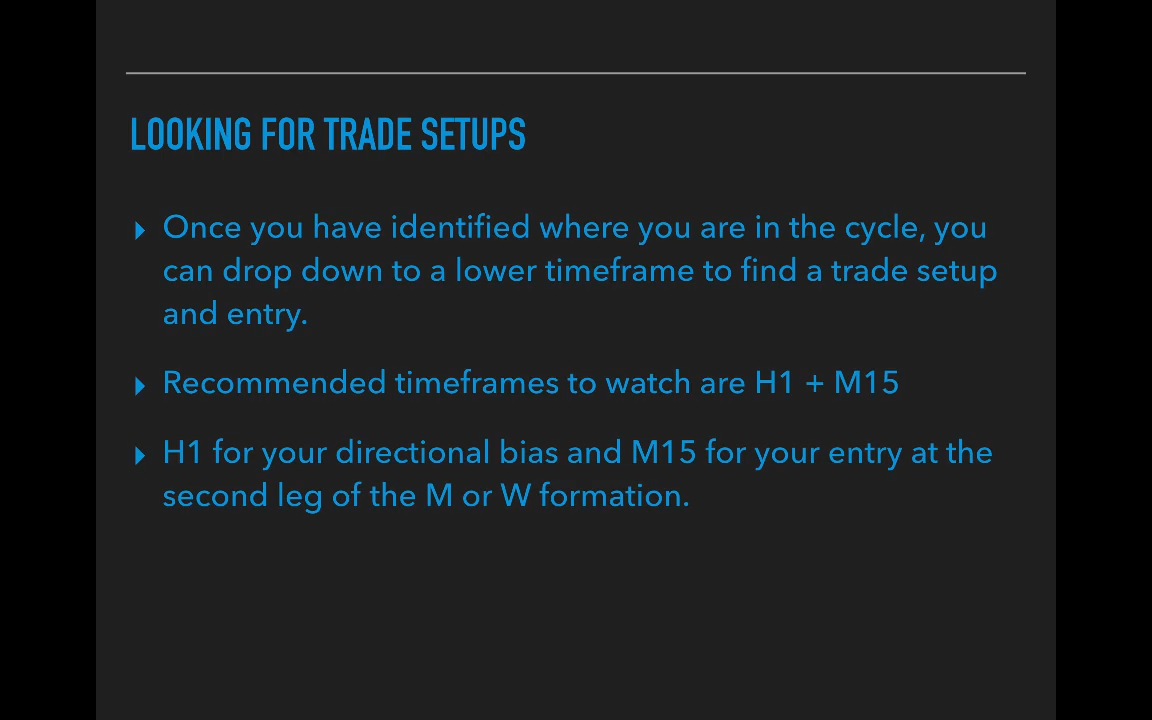 LOOKING FOR TRADE SETUPS
▸ Once you have identified where you are in the cycle, you
can drop down to a lower timeframe to find a trade setup
and entry.
▸ Recommended timeframes to watch are H1 + M15
▸ H1 for your directional bias and M15 for your entry at the
second leg of the M or W formation.